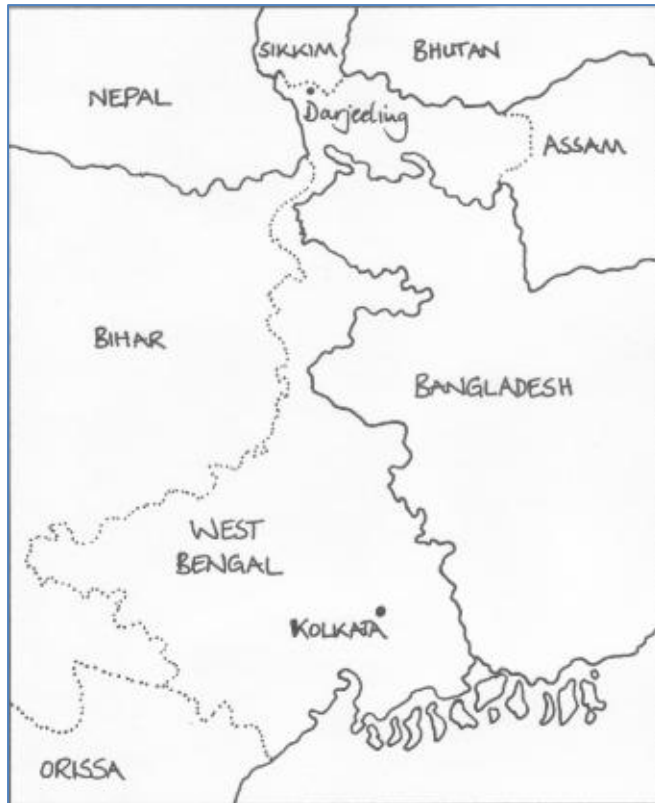 SIKKIM
BHUTAN
NEPAL
Darjeeling
ASSAM
BIHAR
BANGLADESH
WEST
BENGAL
KOLKATA
ORISSA